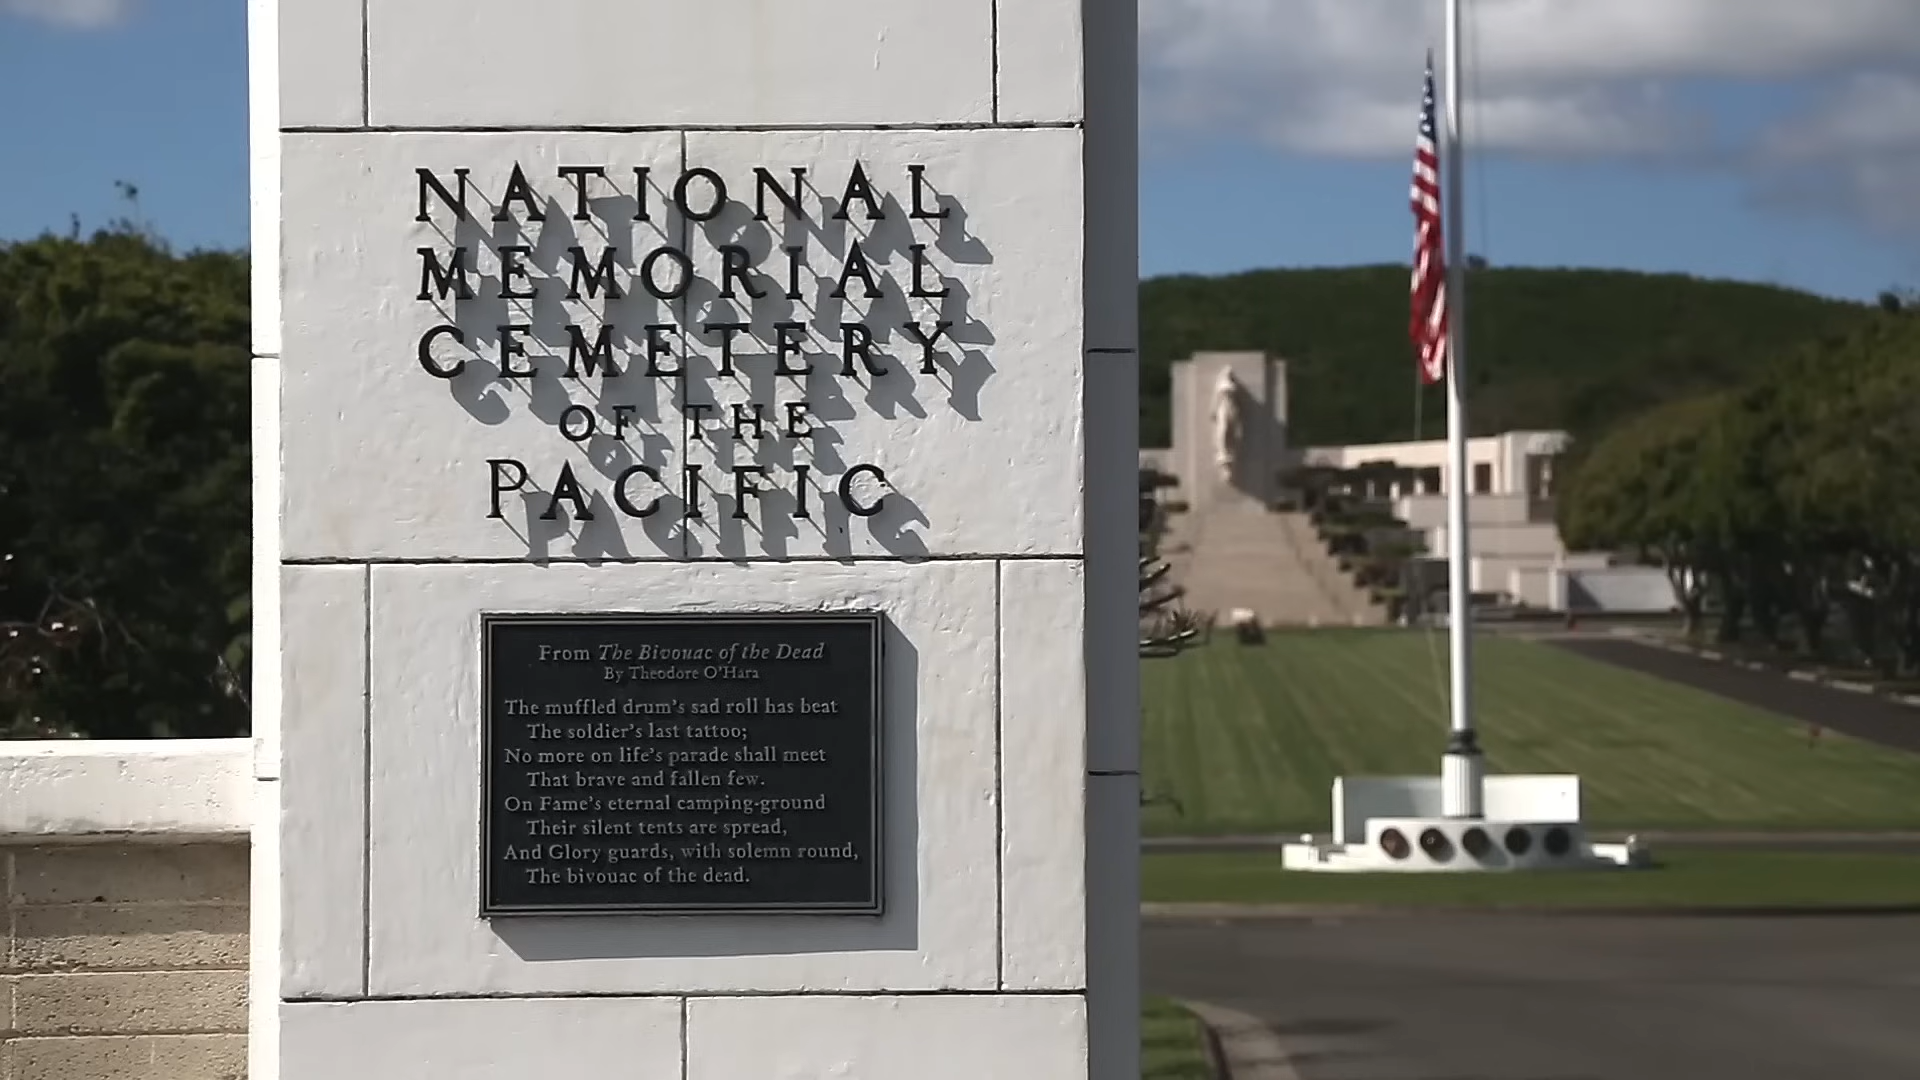 NATIONAL
MEMORIAL
CEMETERY
OF THE
PACIFIC
From The Bivouac of the Dead
By Theodore O'Hara
The muffled drum's sad roll has beat
The soldier's last tattoo;
No more on life's parade shall meet
That brave and fallen few.
On Fame's eternal camping-ground
Their silent tents are spread,
And Glory guards, with solemn round,
The bivouac of the dead.